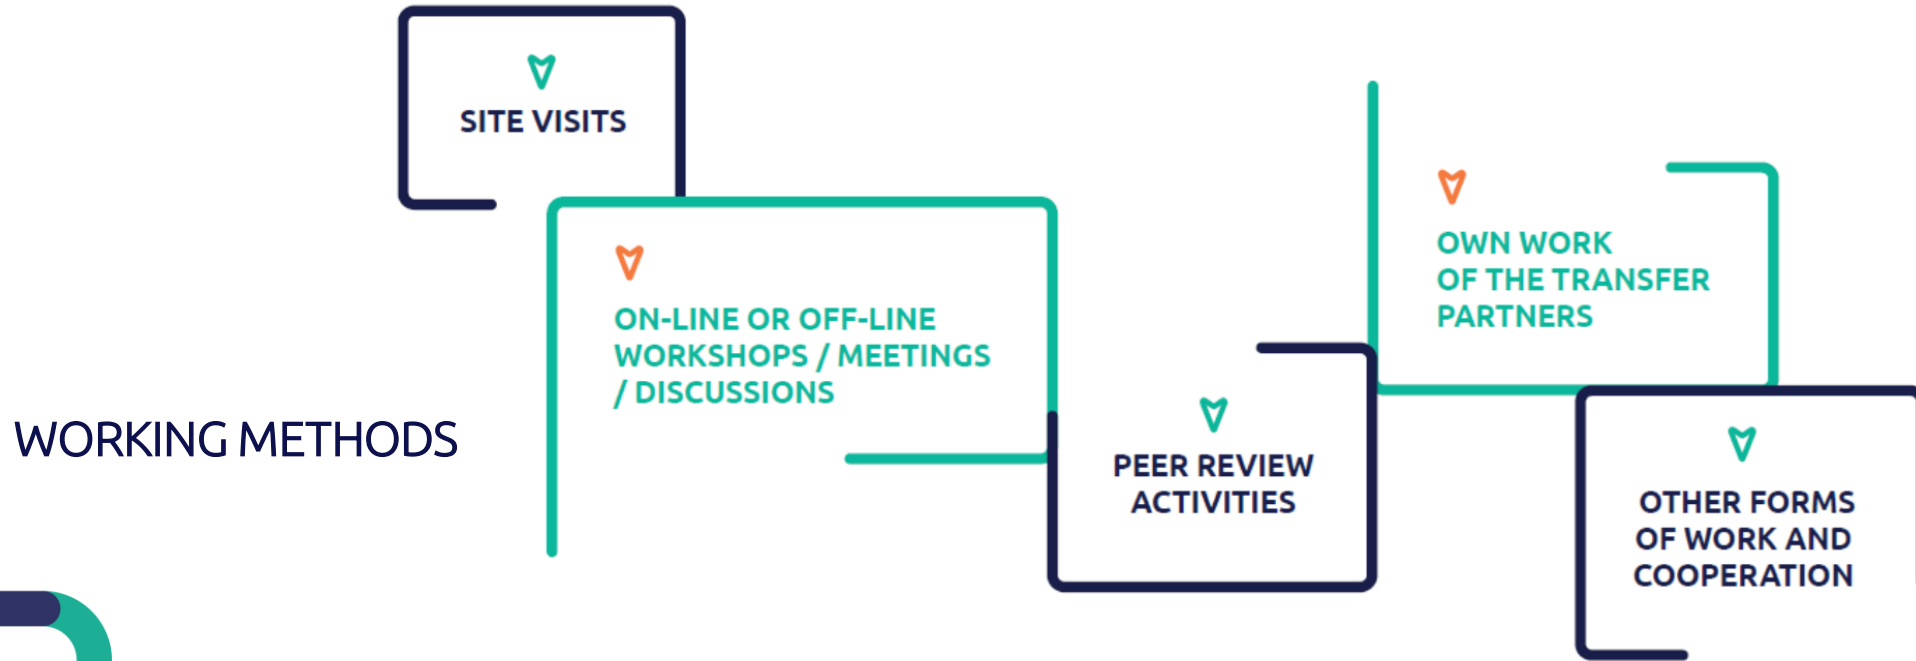 WORKING METHODS
SITE VISITS
ON-LINE OR OFF-LINE
WORKSHOPS / MEETINGS
/ DISCUSSIONS
PEER REVIEW
ACTIVITIES
OWN WORK
OF THE TRANSFER
PARTNERS
OTHER FORMS
OF WORK AND
COOPERATION